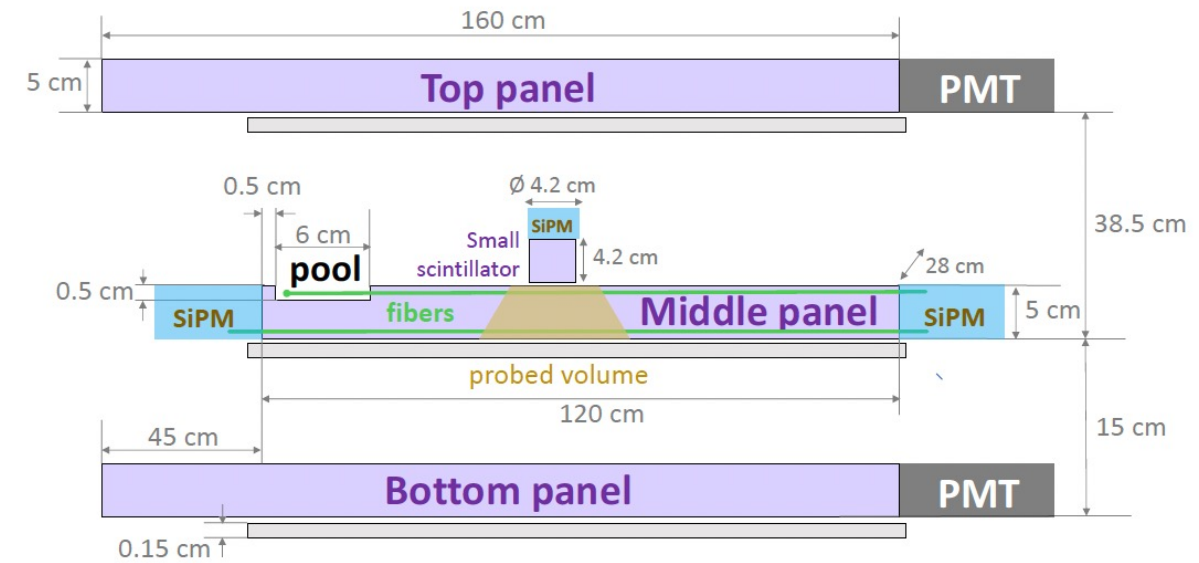 160 cm
5 cm
Top panel
PMT
0.5 cm
Ø 4.2 cm
6 cm
SiPM
Small
scintillator
4.2 cm
38.5 cm
pool
28 cm
0.5 cm
SiPM
fibers
Middle panel
SiPM
5 cm
probed volume
120 cm
45 cm
15 cm
Bottom panel
PMT
0.15 cm